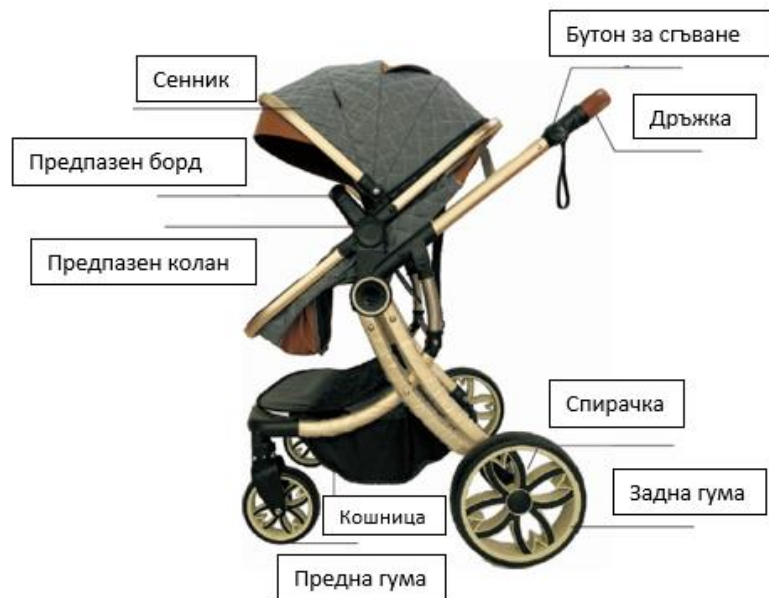 Бутон за сгъване
Сенник
Дръжка
Предпазен борд
Предпазен колан
Спирачка
Задна гума
Кошница
Предна гума